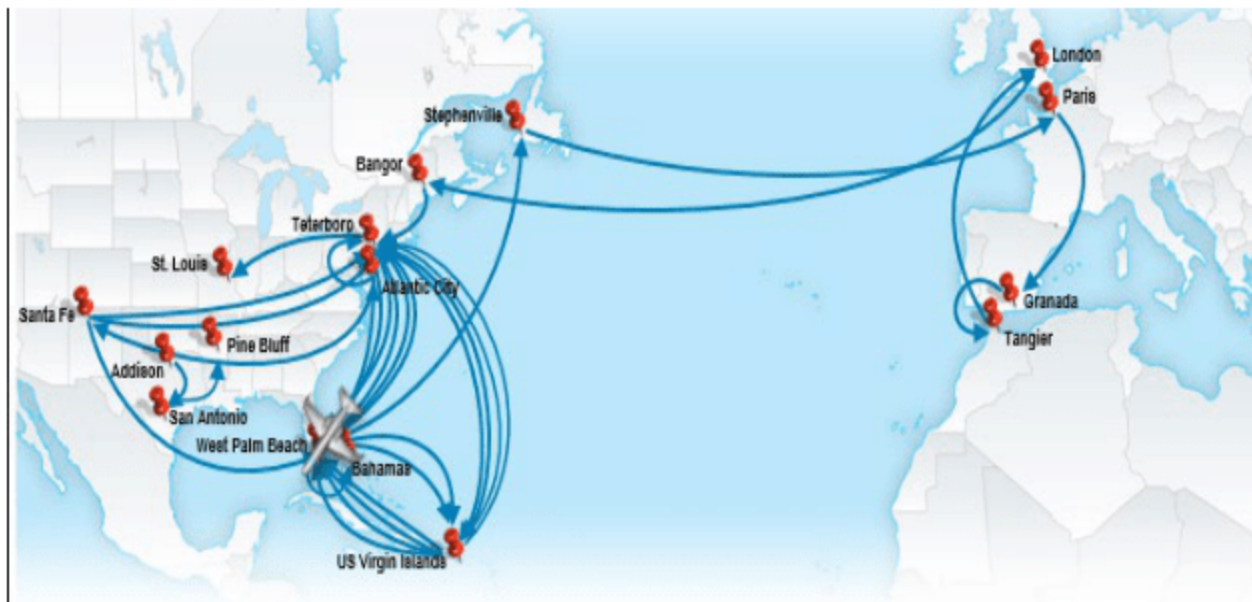 London
Paris
Stephenville
Bangor
Teterboro
St. Louis
Atlantic City
Santa Fe
Granada
Tangier
Pine Bluff
Addison
San Antonio
West Palm Beach
Bahamas
US Virgin Islands